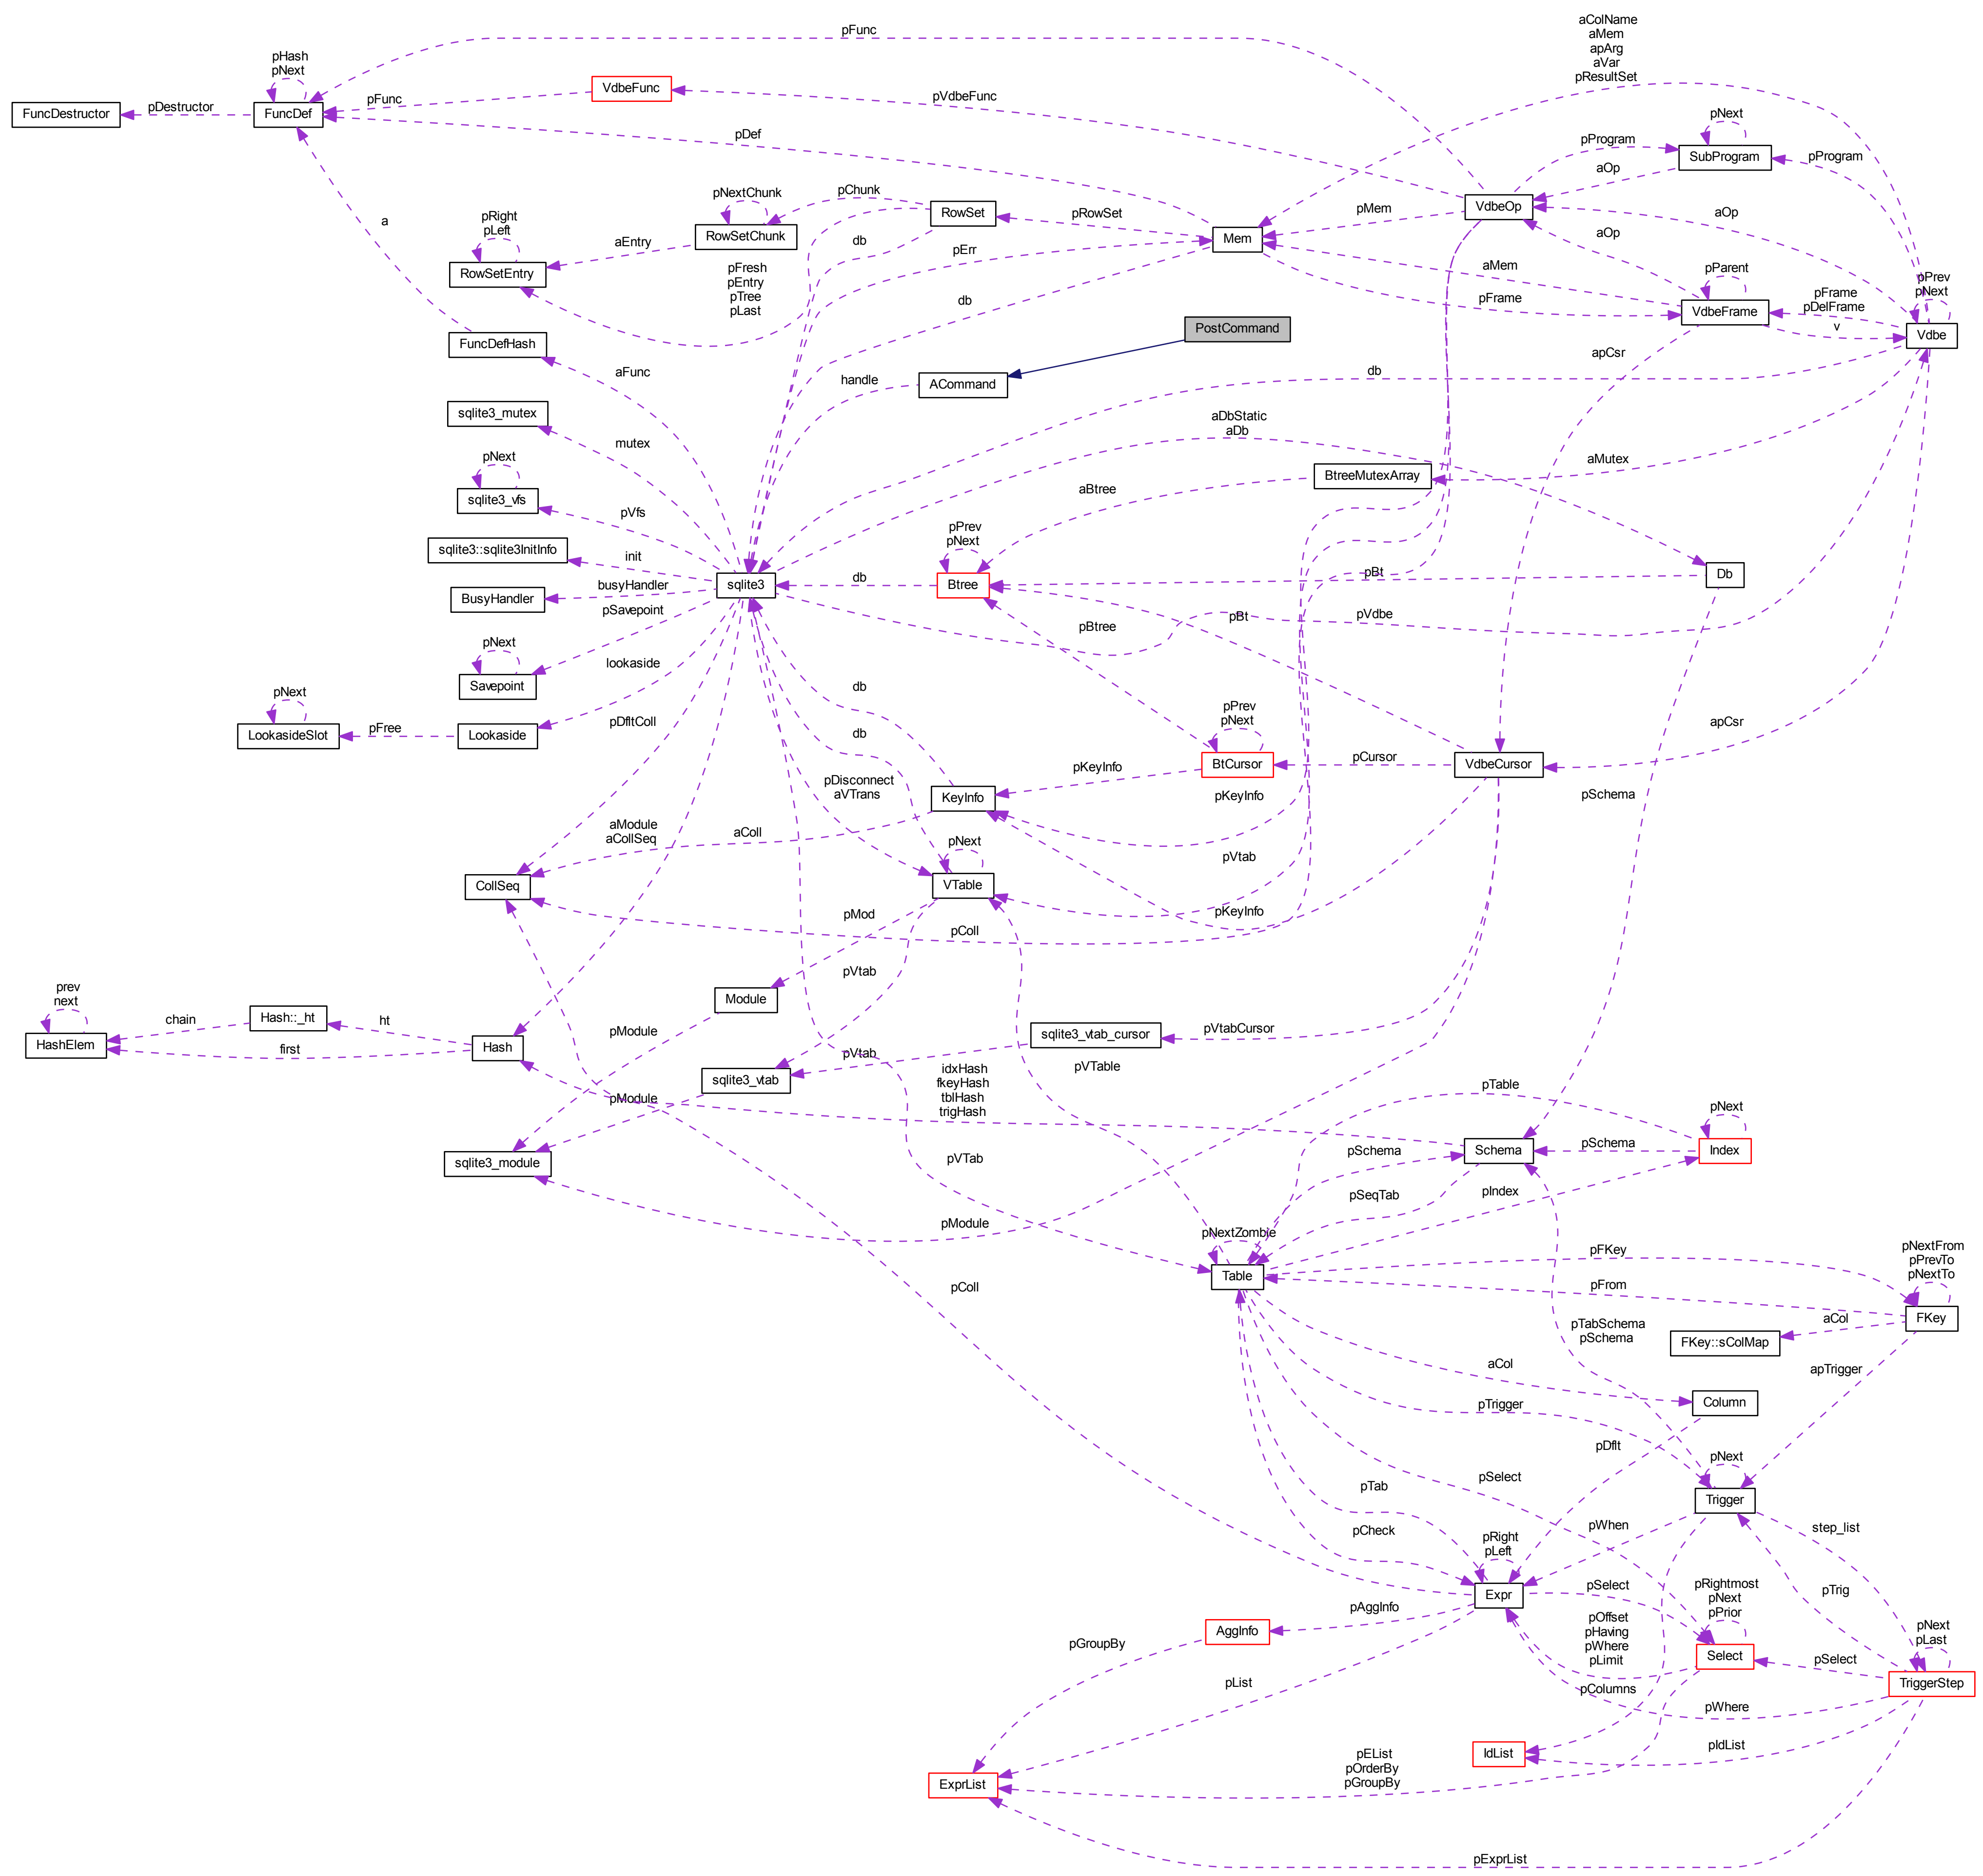 aColName
aMem
apArg
aVar
pResultSet
pFunc
pHash
pNext
VdbeFunc
pFunc
pVdbeFunc
FuncDestructor
pDestructor
FuncDef
pNext
pDef
pProgram
SubProgram
pProgram
aOp
a
pNextChunk
pChunk
RowSet
pRowSet
pMem
VdbeOp
aOp
pRight
pLeft
RowSetChunk
db
Mem
aOp
aEntry
pErr
RowSetEntry
pFresh
pEntry
pTree
pLast
aMem
pParent
pPrev
pNext
db
pFrame
VdbeFrame
pFrame
pDelFrame
v
Vdbe
PostCommand
FuncDefHash
aFunc
apCsr
handle
ACommand
db
sqlite3_mutex
mutex
aDbStatic
aDb
pNext
aMutex
sqlite3_vfs
pVfs
aBtree
BtreeMutexArray
pPrev
pNext
sqlite3::sqlite3InitInfo
init
sqlite3
db
Btree
pBt
Db
BusyHandler
busyHandler
pSavepoint
pBtree
pBt
pVdbe
pNext
lookaside
Savepoint
db
pNext
pPrev
pNext
apCsr
pDfltColl
LookasideSlot
pFree
Lookaside
db
pCursor
VdbeCursor
BtCursor
pKeyInfo
pDisconnect
aVTrans
KeyInfo
pKeyInfo
pSchema
aModule
aCollSeq
aColl
pNext
pVtab
CollSeq
VTable
pMod
pColl
pKeyInfo
pVtab
prev
next
Module
Hash::_ht
chain
ht
pModule
pVtabCursor
sqlite3_vtab_cursor
HashElem
first
Hash
pVtab
idxHash
fkeyHash
tblHash
trigHash
pVTable
sqlite3_vtab
pTable
pModule
pNext
Schema
pSchema
Index
sqlite3_module
pVTab
pSchema
pSeqTab
pIndex
pModule
pNextZombie
pFKey
pNextFrom
pPrevTo
pNextTo
Table
pFrom
pColl
FKey
aCol
FKey::sColMap
pTabSchema
pSchema
aCol
apTrigger
Column
pTrigger
pDflt
pNext
pSelect
pTab
Trigger
pWhen
step_list
pCheck
pRight
pLeft
Expr
pSelect
pRightmost
pNext
pPrior
pTrig
pAggInfo
AggInfo
pOffset
pHaving
pWhere
pLimit
pNext
pLast
pGroupBy
Select
pSelect
TriggerStep
pList
pColumns
pWhere
IdList
pIdList
pEList
pOrderBy
pGroupBy
ExprList
pExprList